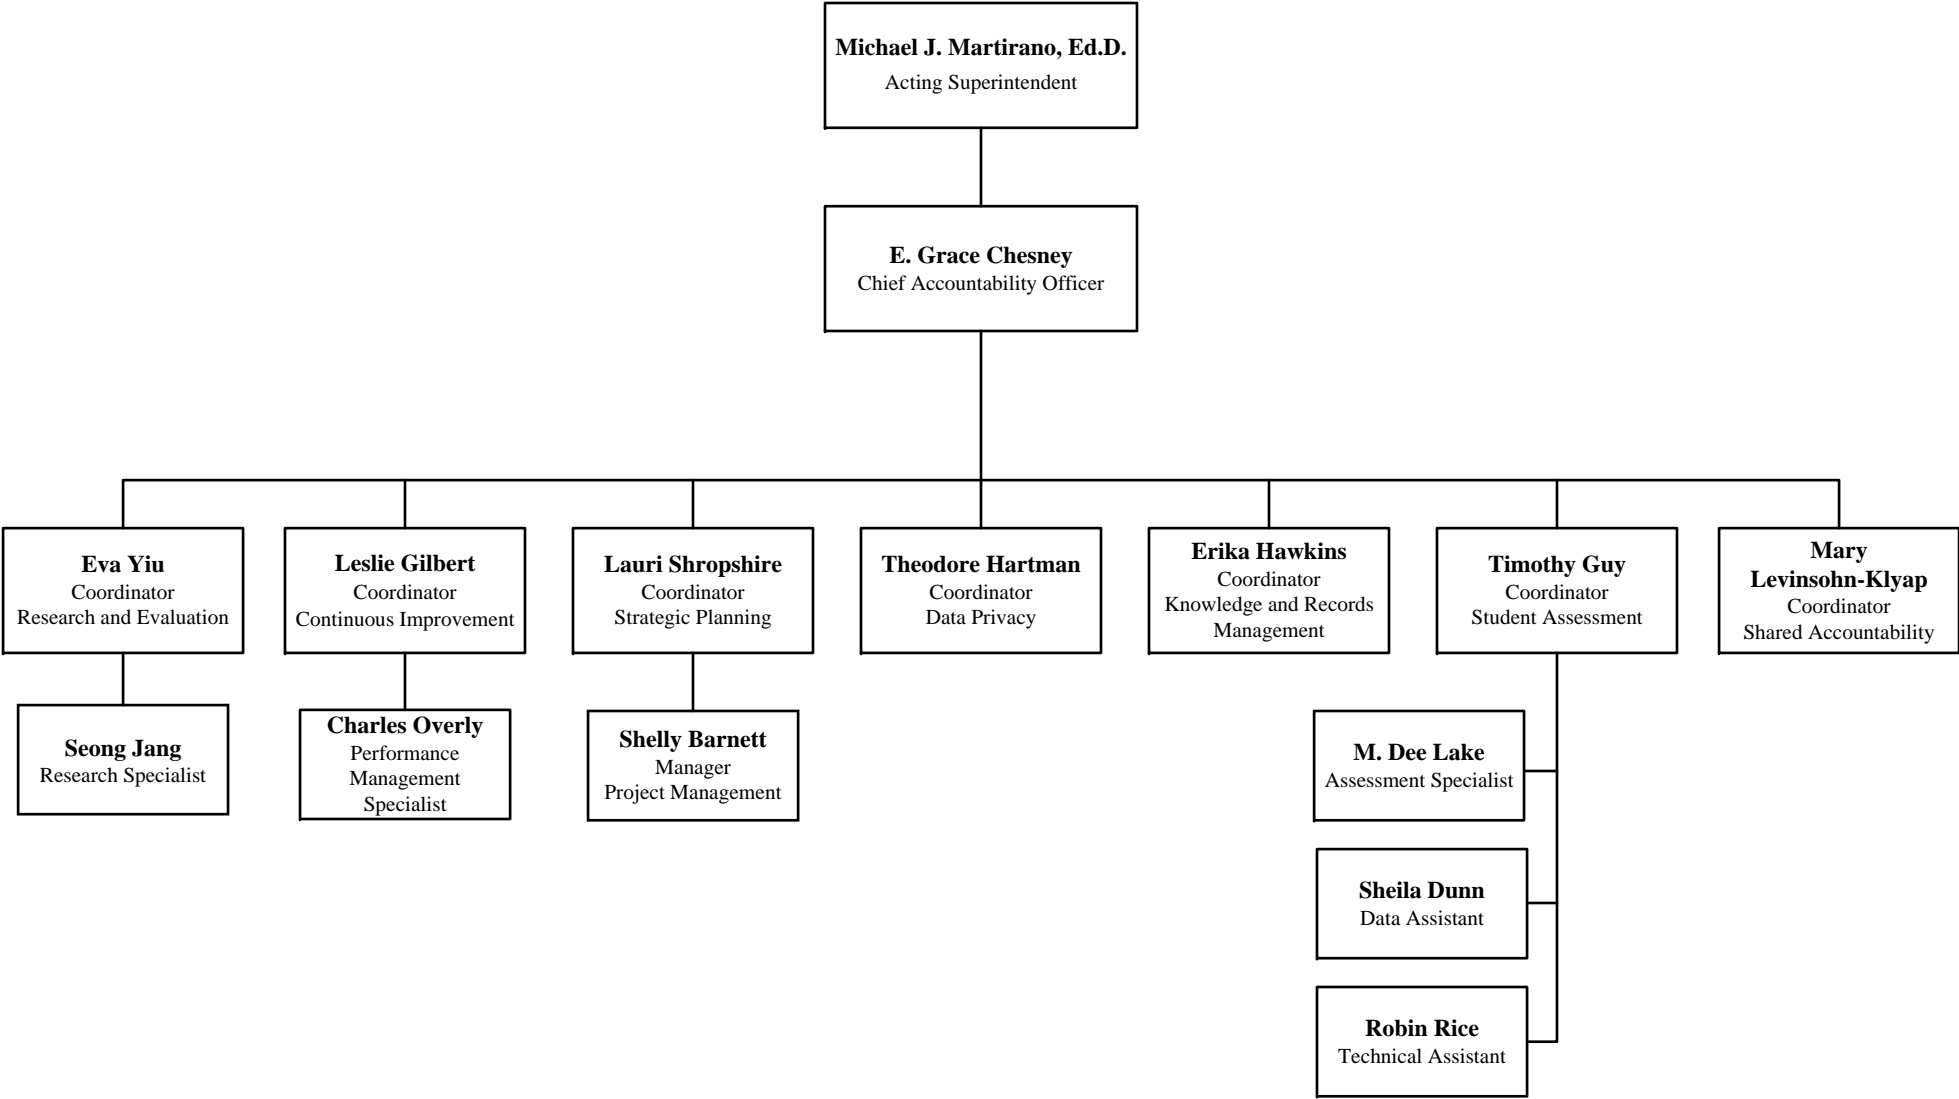 Michael J. Martirano, Ed.D.
Acting Superintendent
E. Grace Chesney
Chief Accountability Officer
Eva Yiu
Coordinator
Research and Evaluation
Leslie Gilbert
Coordinator
Continuous Improvement
Lauri Shropshire
Coordinator
Strategic Planning
Theodore Hartman
Coordinator
Data Privacy
Erika Hawkins
Coordinator
Knowledge and Records
Management
Timothy Guy
Coordinator
Student Assessment
Mary
Levinsohn-Klyap
Coordinator
Shared Accountability
Seong Jang
Research Specialist
Charles Overly
Performance
Management
Specialist
Shelly Barnett
Manager
Project Management
M. Dee Lake
Assessment Specialist
Sheila Dunn
Data Assistant
Robin Rice
Technical Assistant